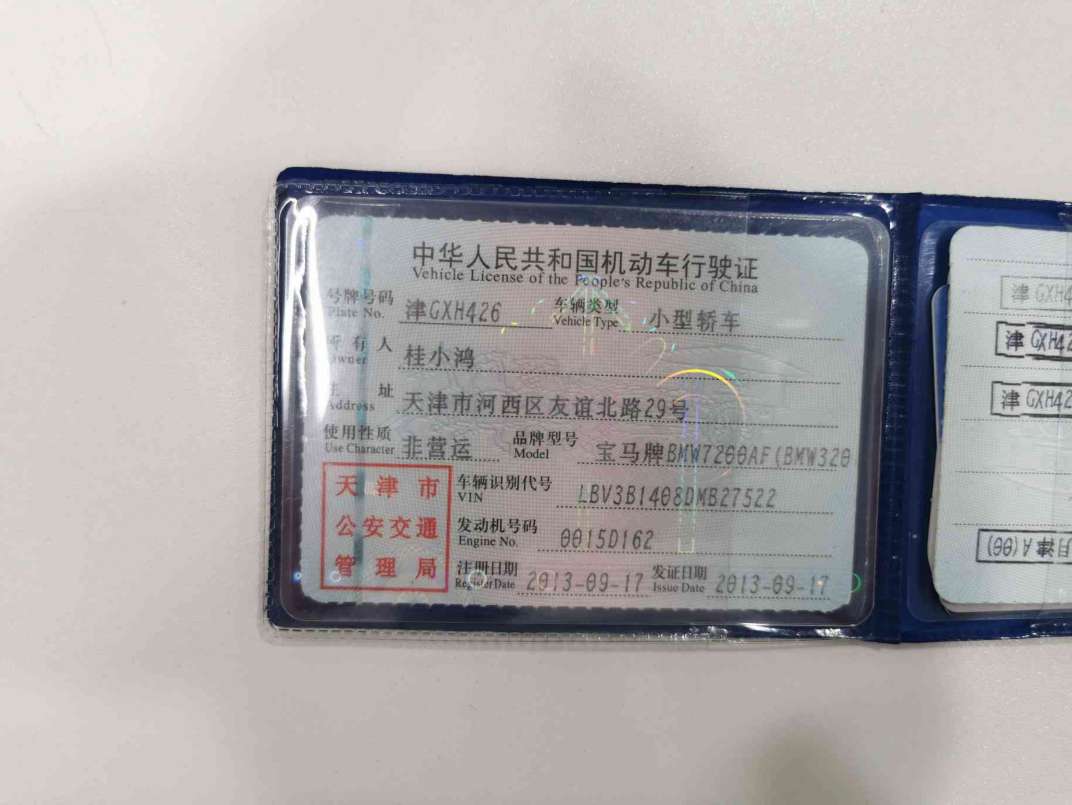 中华人民共和国机动车行驶证
Vehicle License of the People's Republic of China
号牌号码 津GXH426 车辆类型 小型轿车
Plate No. Vehicle Type
所有人 桂小鸿
Owner
住址 天津市河西区友谊北路29号
Address
使用性质 非营运 品牌型号 宝马牌BMW7200AF(BMW320
Use Character Model
天津市
公安交通
管理局
车辆识别代号 LBV3B1408DMB27522
VIN
发动机号码 0015D162
Engine No.
注册日期 2013-09-17 发证日期 2013-09-17
Register Date Issue Date
津GXH4
津GXH42
津GXH42
月津A(00)